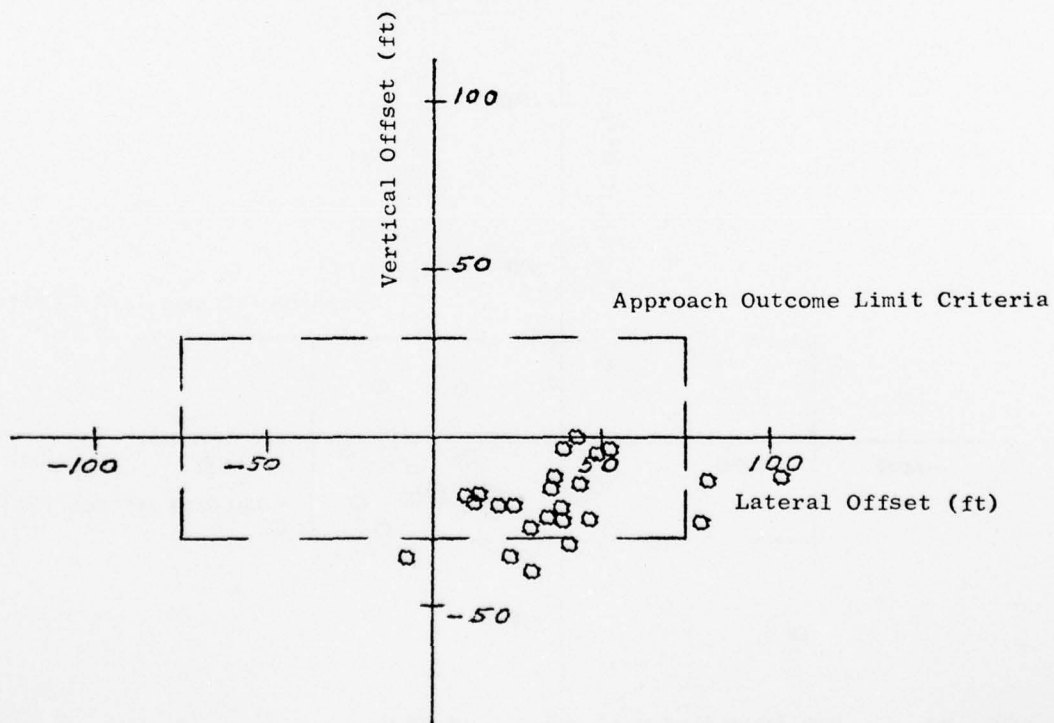 Vertical Offset (ft)
100
50
Approach Outcome Limit Criteria
-100
-50
50
100
Lateral Offset (ft)
-50